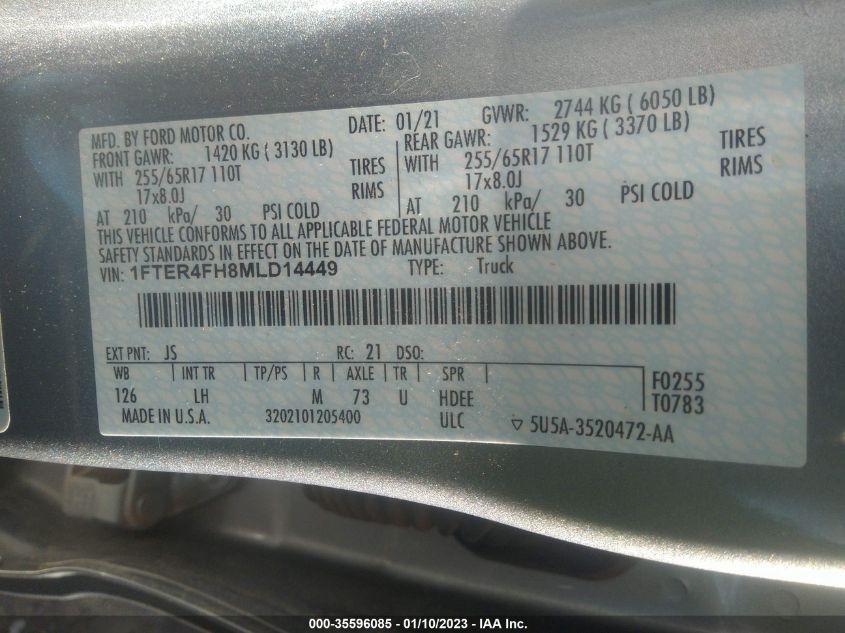 MFD. BY FORD MOTOR CO.
DATE: 01/21 GVWR: 2744 KG ( 6050 LB)
FRONT GAWR: 1420 KG ( 3130 LB)
WITH 255/65R17 110T TIRES
17x8.0J RIMS
AT 210 kPa/ 30 PSI COLD
REAR GAWR: 1529 KG ( 3370 LB)
WITH 255/65R17 110T TIRES
17x8.0J RIMS
AT 210 kPa/ 30 PSI COLD
THIS VEHICLE CONFORMS TO ALL APPLICABLE FEDERAL MOTOR VEHICLE
SAFETY STANDARDS IN EFFECT ON THE DATE OF MANUFACTURE SHOWN ABOVE.
VIN: 1FTER4FH8MLD14449 TYPE: Truck
EXT PNT: JS RC: 21 DSO:
WB INT TR TP/PS R AXLE TR SPR
126 LH M 73 U HDEE
F0255
T0783
MADE IN U.S.A. 3202101205400 ULC 5U5A-3520472-AA
000-35596085 - 01/10/2023 - IAA Inc.